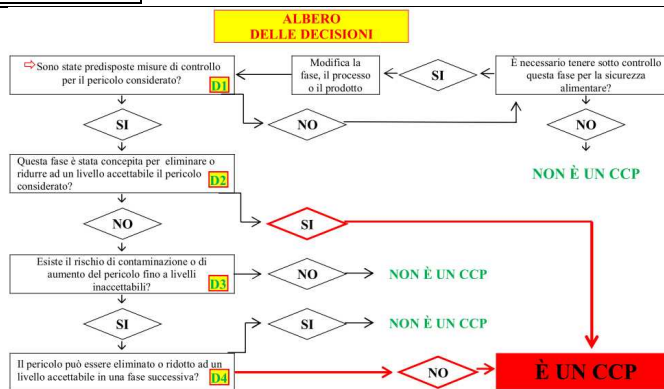 ALBERO
DELLE DECISIONI
⇨Sono state predisposte misure di controllo
per il pericolo considerato?
D1
Modifica la
fase, il processo
o il prodotto
SI
È necessario tenere sotto controllo
questa fase per la sicurezza
alimentare?
SI
NO
NO
NON È UN CCP
Questa fase è stata concepita per eliminare o
ridurre ad un livello accettabile il pericolo
considerato?
D2
NO
SI
Esiste il rischio di contaminazione o di
aumento del pericolo fino a livelli
inaccettabili?
D3
NO
NON È UN CCP
SI
SI
NON È UN CCP
Il pericolo può essere eliminato o ridotto ad un
livello accettabile in una fase successiva?
D4
NO
È UN CCP